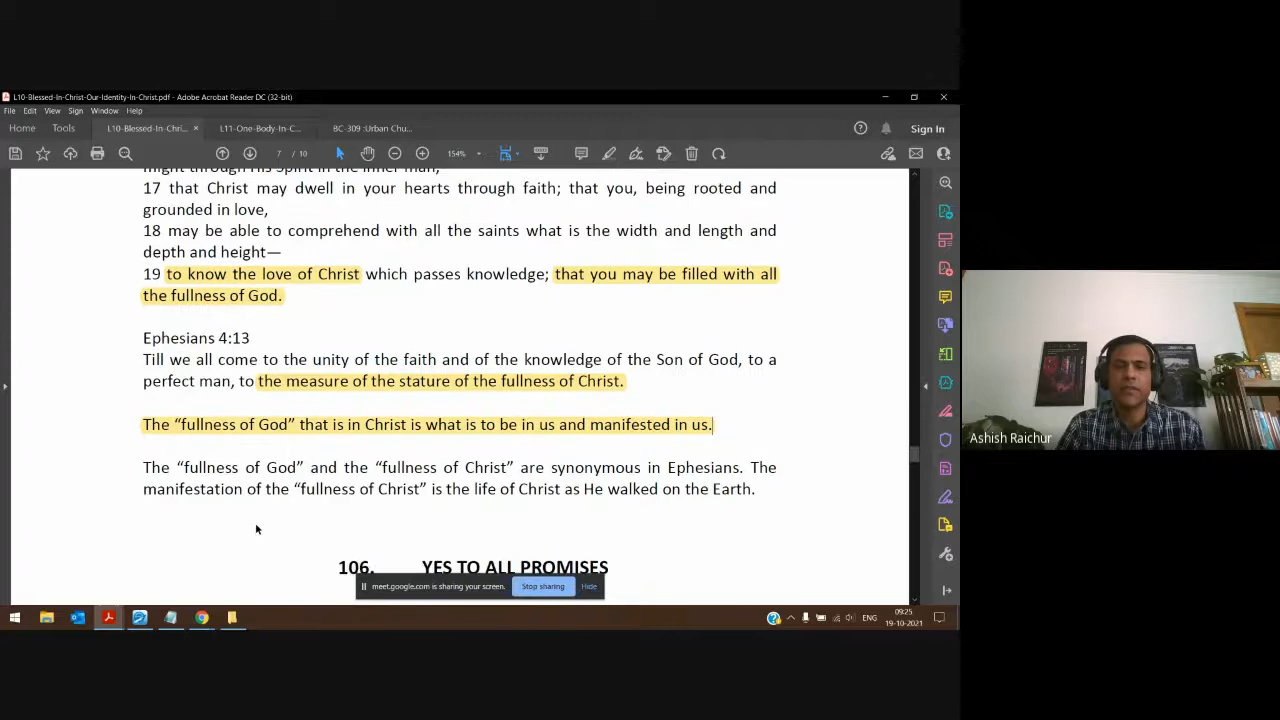 L10-Blessed-In-Christ-Our-Identity-In-Christ.pdf - Adobe Acrobat Reader DC (32-bit)
File Edit View Sign Window Help
Home Tools L10-Blessed-In-Chri... × L11-One-Body-In-C... BC-309 :Urban Chu... Sign In
7 / 10 154%
might through His Spirit in the inner man,
17 that Christ may dwell in your hearts through faith; that you, being rooted and
grounded in love,
18 may be able to comprehend with all the saints what is the width and length and
depth and height—
19 to know the love of Christ which passes knowledge; that you may be filled with all
the fullness of God.
Ephesians 4:13
Till we all come to the unity of the faith and of the knowledge of the Son of God, to a
perfect man, to the measure of the stature of the fullness of Christ.
The “fullness of God” that is in Christ is what is to be in us and manifested in us.
The “fullness of God” and the “fullness of Christ” are synonymous in Ephesians. The
manifestation of the “fullness of Christ” is the life of Christ as He walked on the Earth.
106. YES TO ALL PROMISES
meet.google.com is sharing your screen. Stop sharing Hide
ENG
09:25
19-10-2021
Ashish Raichur